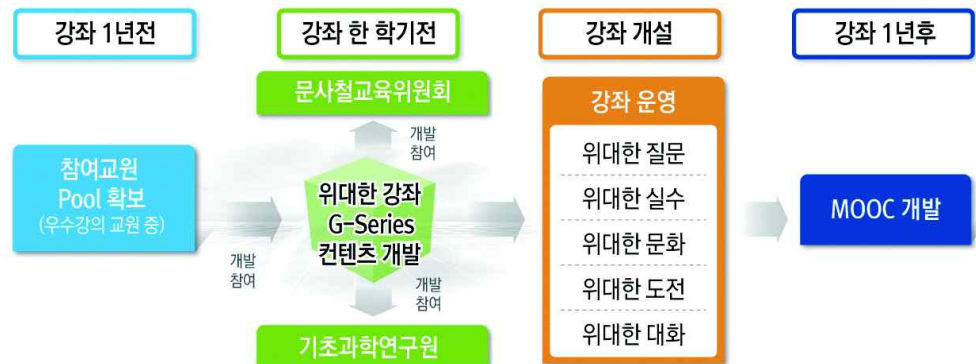 강좌 1년전
강좌 한 학기전
강좌 개설
강좌 1년후
참여교원
Pool 확보
(우수강의 교원 중)
개발
참여
문사철교육위원회
개발
참여
위대한 강좌
G-Series
컨텐츠 개발
개발
참여
기초과학연구원
강좌 운영
위대한 질문
위대한 실수
위대한 문화
위대한 도전
위대한 대화
MOOC 개발